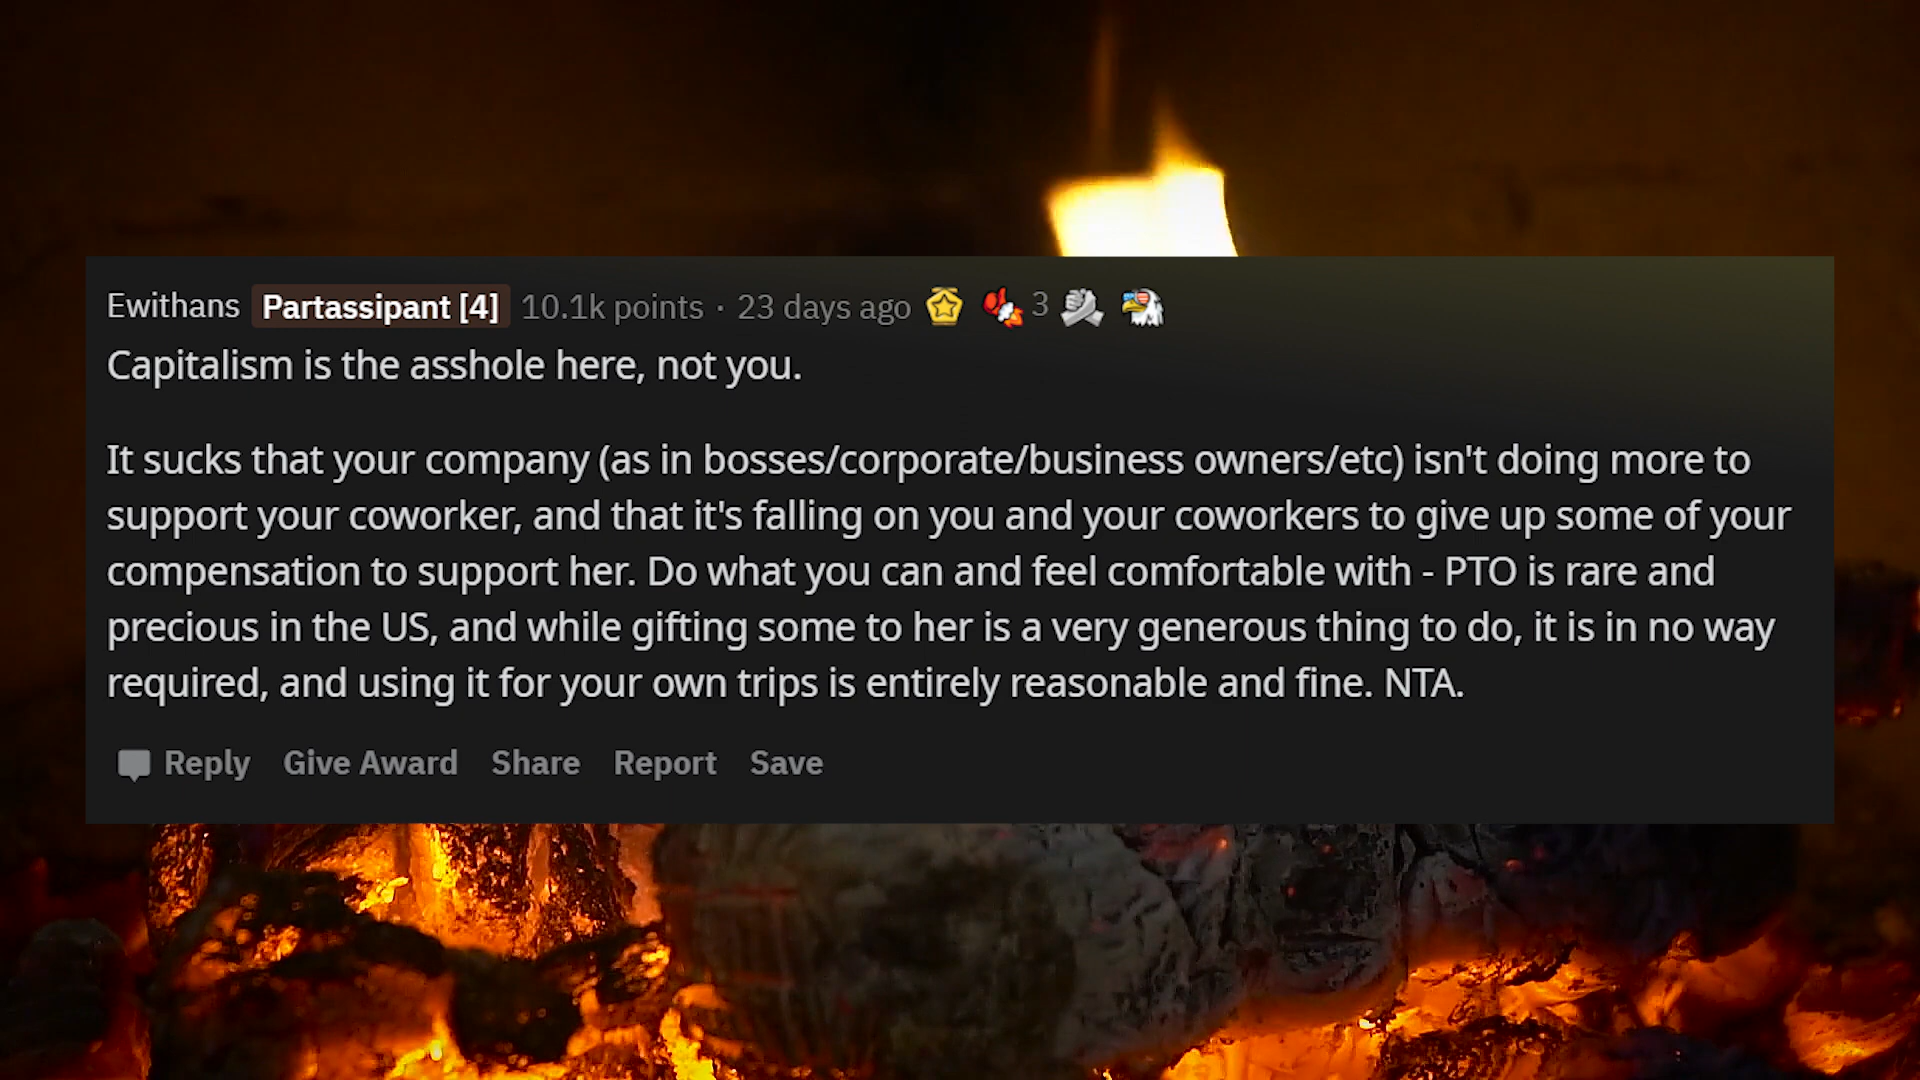 Ewithans Partassipant [4] 10.1k points · 23 days ago 3
Capitalism is the asshole here, not you.
It sucks that your company (as in bosses/corporate/business owners/etc) isn't doing more to
support your coworker, and that it's falling on you and your coworkers to give up some of your
compensation to support her. Do what you can and feel comfortable with - PTO is rare and
precious in the US, and while gifting some to her is a very generous thing to do, it is in no way
required, and using it for your own trips is entirely reasonable and fine. NTA.
Reply Give Award Share Report Save